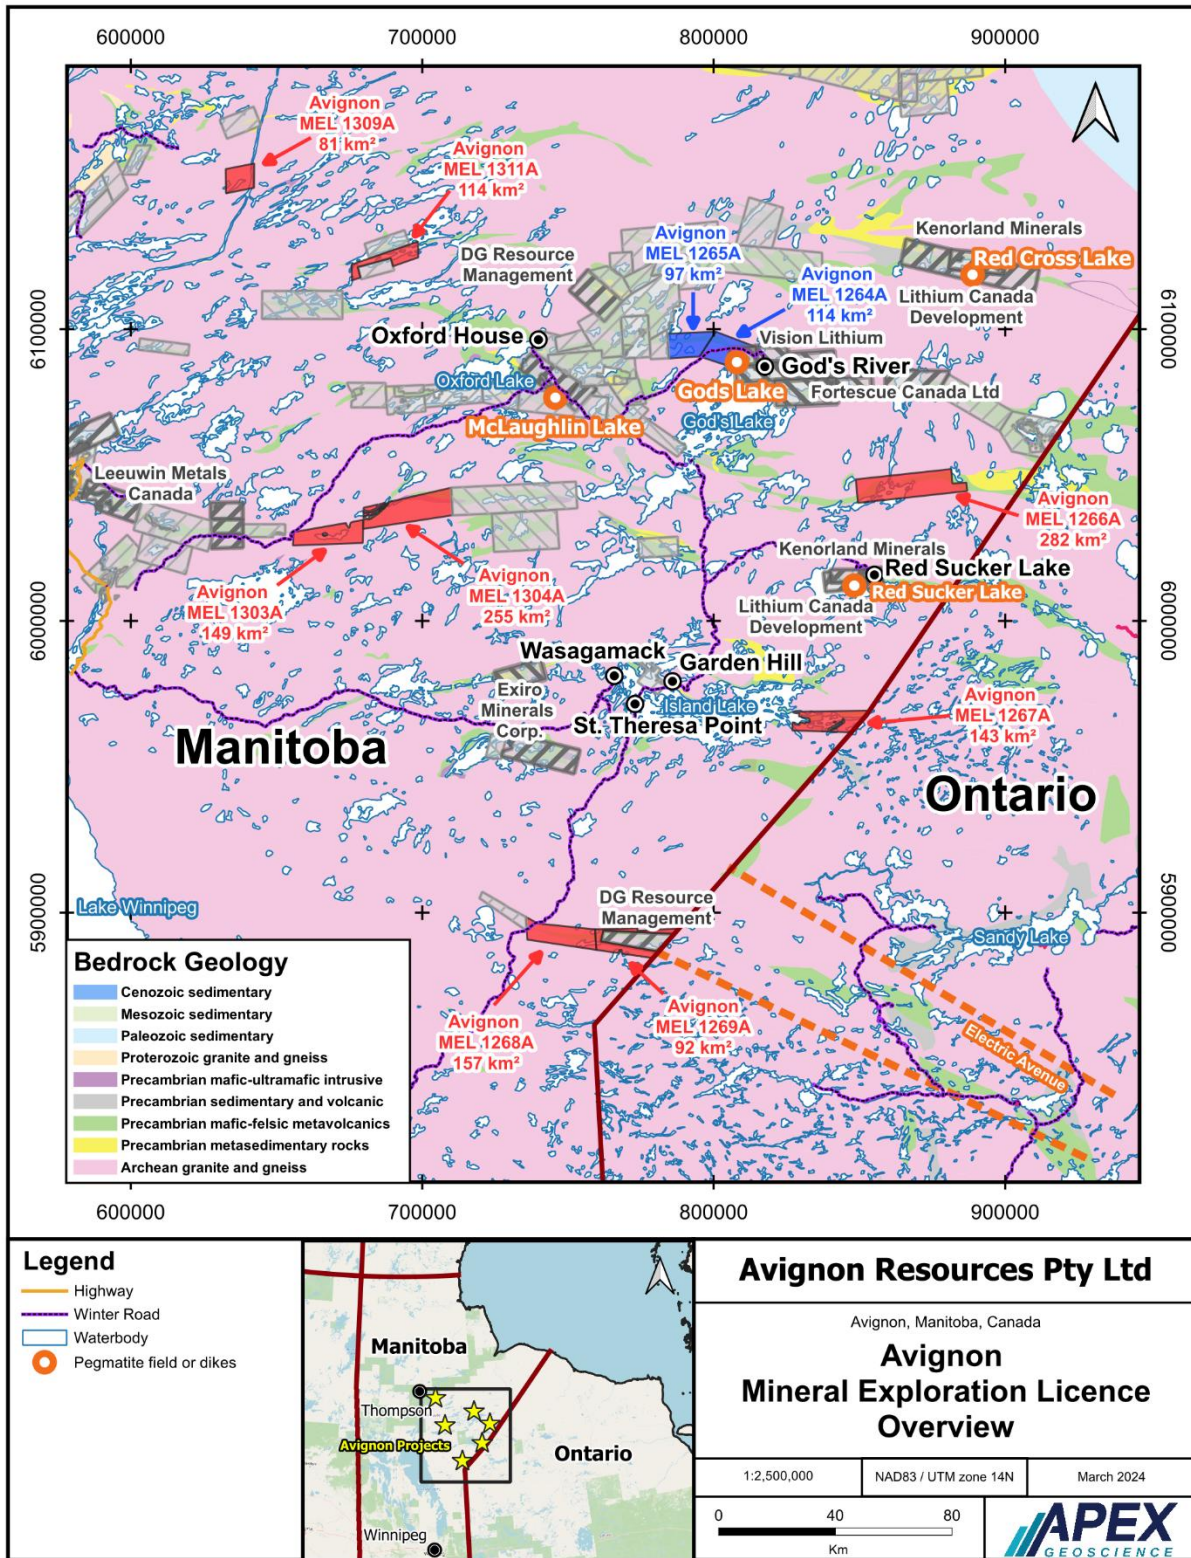 600000
700000
800000
900000
Avignon
MEL 1309A
81 km²
Avignon
MEL 1311A
114 km²
DG Resource
Management
Avignon
MEL 1265A
97 km²
Avignon
MEL 1264A
114 km²
Kenorland Minerals
Red Cross Lake
Lithium Canada
Development
6100000
6100000
Oxford House
Vision Lithium
God's River
Oxford Lake
Gods Lake
Fortescue Canada Ltd
McLaughlin Lake
God's Lake
Leeuwin Metals
Canada
Avignon
MEL 1266A
282 km²
Avignon
MEL 1303A
149 km²
Avignon
MEL 1304A
255 km²
Kenorland Minerals
Red Sucker Lake
Red Sucker Lake
Lithium Canada
Development
6000000
6000000
Wasagamack
Garden Hill
Exiro
Minerals
Corp.
Island Lake
St. Theresa Point
Avignon
MEL 1267A
143 km²
Manitoba
Ontario
5900000
5900000
Lake Winnipeg
DG Resource
Management
Sandy Lake
Avignon
MEL 1268A
157 km²
Avignon
MEL 1269A
92 km²
Electric Avenue
Bedrock Geology
Cenozoic sedimentary
Mesozoic sedimentary
Paleozoic sedimentary
Proterozoic granite and gneiss
Precambrian mafic-ultramafic intrusive
Precambrian sedimentary and volcanic
Precambrian mafic-felsic metavolcanics
Precambrian metasedimentary rocks
Archean granite and gneiss
600000
700000
800000
900000
Legend
Highway
Winter Road
Waterbody
Pegmatite field or dikes
Manitoba
Thompson
Avignon Projects
Ontario
Winnipeg
Avignon Resources Pty Ltd
Avignon, Manitoba, Canada
Avignon
Mineral Exploration Licence
Overview
1:2,500,000
NAD83 / UTM zone 14N
March 2024
0
40
80
Km
APEX
GEOSCIENCE